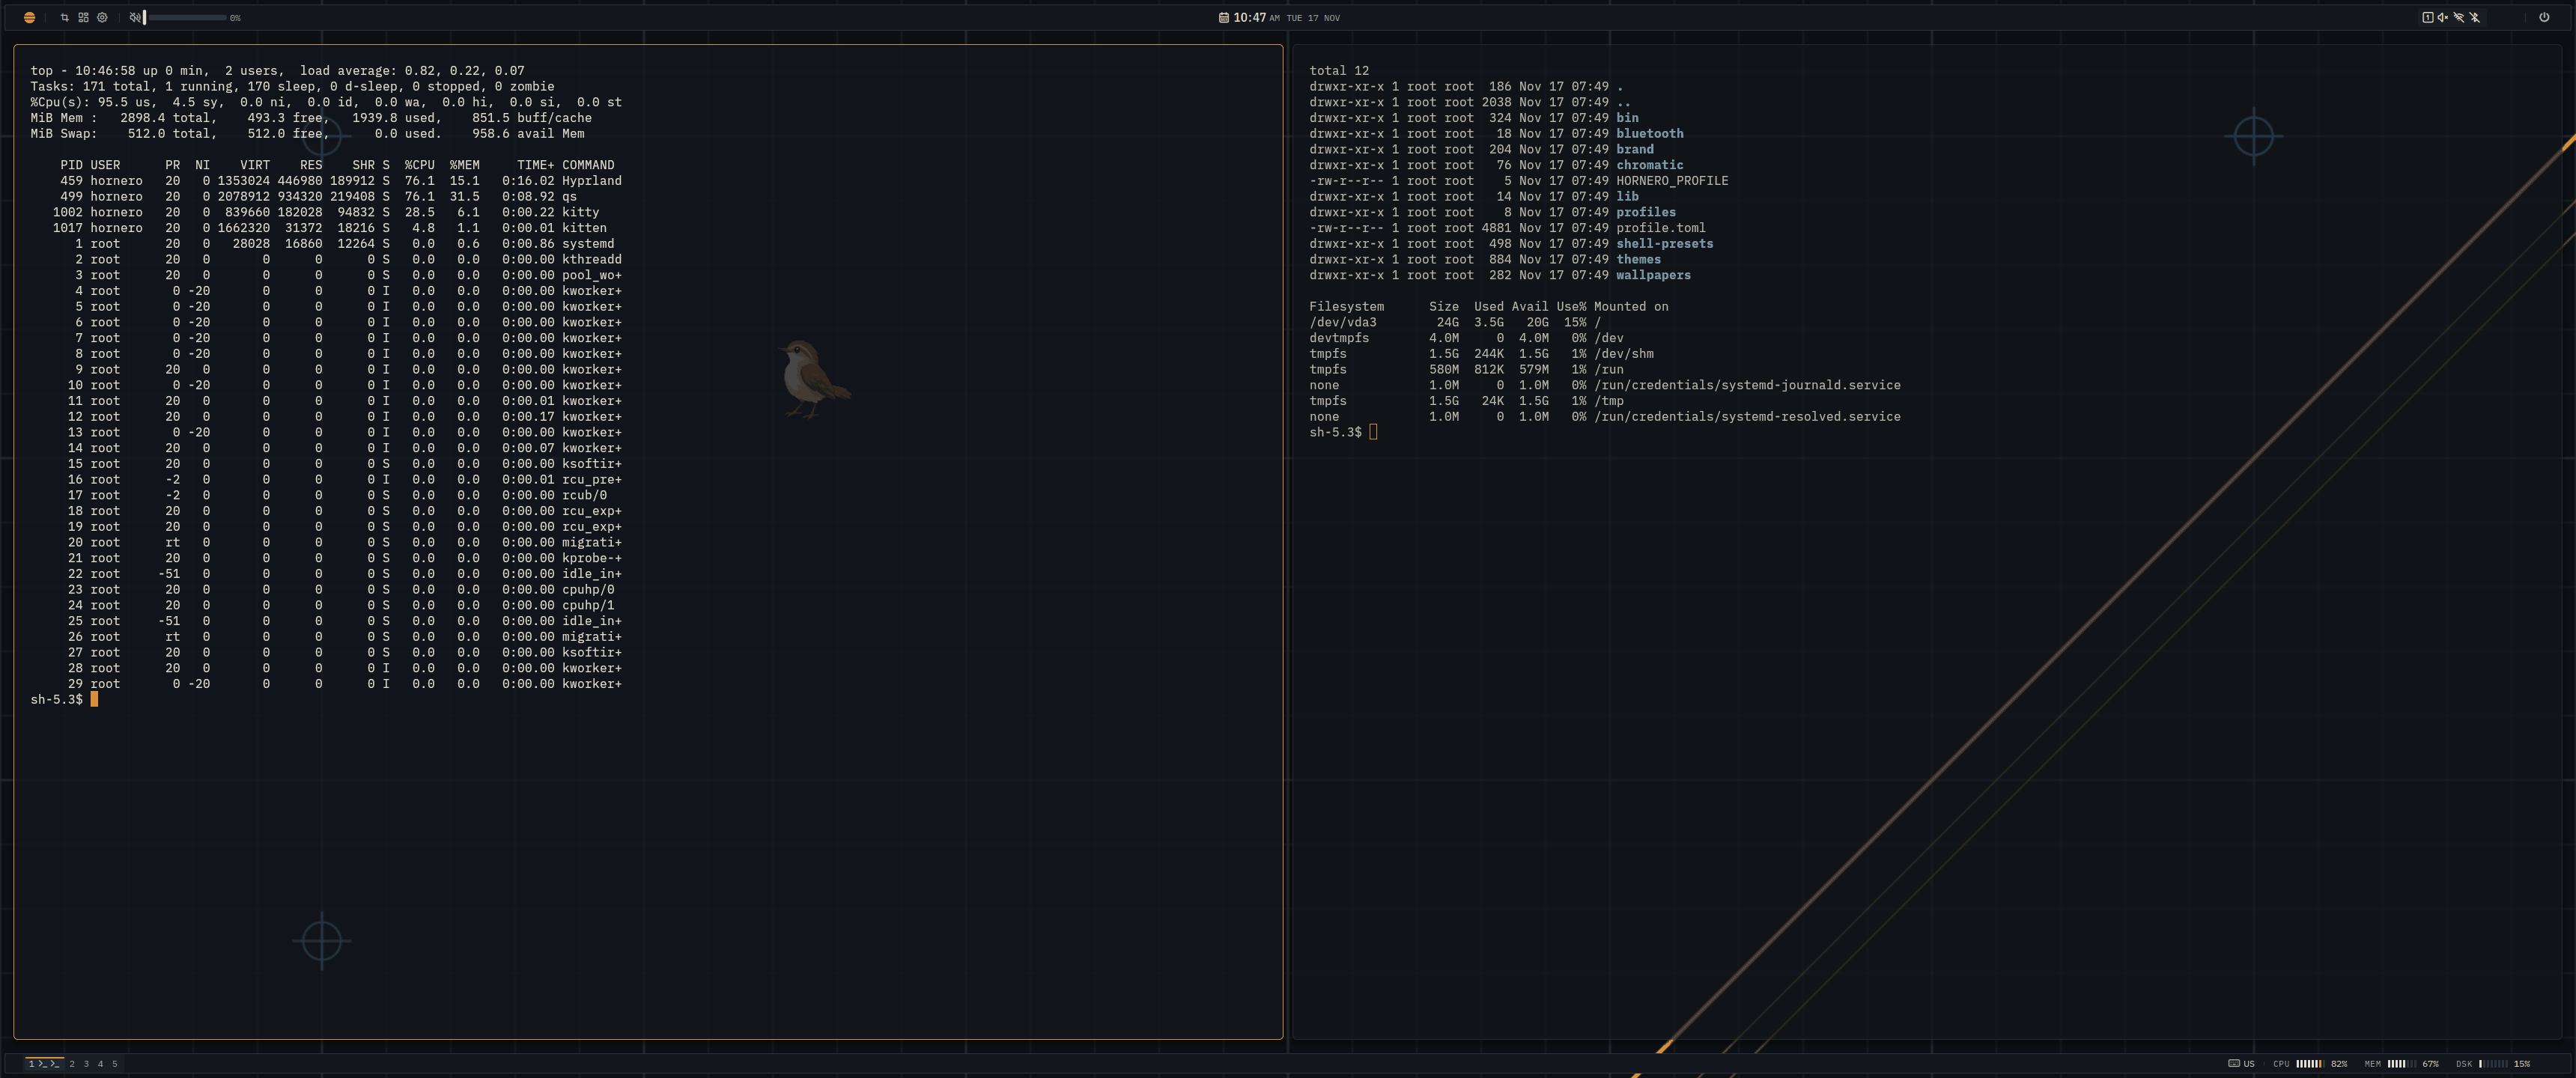 0%
10:47 AM TUE 17 NOV
1
top - 10:46:58 up 0 min,  2 users,  load average: 0.82, 0.22, 0.07
Tasks: 171 total, 1 running, 170 sleep, 0 d-sleep, 0 stopped, 0 zombie
%Cpu(s): 95.5 us,  4.5 sy,  0.0 ni,  0.0 id,  0.0 wa,  0.0 hi,  0.0 si,  0.0 st
MiB Mem :   2898.4 total,    493.3 free,   1939.8 used,    851.5 buff/cache
MiB Swap:    512.0 total,    512.0 free,      0.0 used.    958.6 avail Mem
PID USER      PR  NI    VIRT    RES    SHR S  %CPU  %MEM     TIME+ COMMAND
459 hornero   20   0 1353024 446980 189912 S  76.1  15.1   0:16.02 Hyprland
499 hornero   20   0 2078912 934320 219408 S  76.1  31.5   0:08.92 qs
1002 hornero   20   0  839660 182028  94832 S  28.5   6.1   0:00.22 kitty
1017 hornero   20   0 1662320  31372  18216 S   4.8   1.1   0:00.01 kitten
1 root      20   0   28028  16860  12264 S   0.0   0.6   0:00.86 systemd
2 root      20   0       0      0      0 S   0.0   0.0   0:00.00 kthreadd
3 root      20   0       0      0      0 S   0.0   0.0   0:00.00 pool_wo+
4 root       0 -20       0      0      0 I   0.0   0.0   0:00.00 kworker+
5 root       0 -20       0      0      0 I   0.0   0.0   0:00.00 kworker+
6 root       0 -20       0      0      0 I   0.0   0.0   0:00.00 kworker+
7 root       0 -20       0      0      0 I   0.0   0.0   0:00.00 kworker+
8 root       0 -20       0      0      0 I   0.0   0.0   0:00.00 kworker+
9 root      20   0       0      0      0 I   0.0   0.0   0:00.00 kworker+
10 root       0 -20       0      0      0 I   0.0   0.0   0:00.00 kworker+
11 root      20   0       0      0      0 I   0.0   0.0   0:00.01 kworker+
12 root      20   0       0      0      0 I   0.0   0.0   0:00.17 kworker+
13 root       0 -20       0      0      0 I   0.0   0.0   0:00.00 kworker+
14 root      20   0       0      0      0 I   0.0   0.0   0:00.07 kworker+
15 root      20   0       0      0      0 S   0.0   0.0   0:00.00 ksoftir+
16 root      -2   0       0      0      0 I   0.0   0.0   0:00.01 rcu_pre+
17 root      -2   0       0      0      0 S   0.0   0.0   0:00.00 rcub/0
18 root      20   0       0      0      0 S   0.0   0.0   0:00.00 rcu_exp+
19 root      20   0       0      0      0 S   0.0   0.0   0:00.00 rcu_exp+
20 root      rt   0       0      0      0 S   0.0   0.0   0:00.00 migrati+
21 root      20   0       0      0      0 S   0.0   0.0   0:00.00 kprobe-+
22 root     -51   0       0      0      0 S   0.0   0.0   0:00.00 idle_in+
23 root      20   0       0      0      0 S   0.0   0.0   0:00.00 cpuhp/0
24 root      20   0       0      0      0 S   0.0   0.0   0:00.00 cpuhp/1
25 root     -51   0       0      0      0 S   0.0   0.0   0:00.00 idle_in+
26 root      rt   0       0      0      0 S   0.0   0.0   0:00.00 migrati+
27 root      20   0       0      0      0 S   0.0   0.0   0:00.00 ksoftir+
28 root      20   0       0      0      0 I   0.0   0.0   0:00.00 kworker+
29 root       0 -20       0      0      0 I   0.0   0.0   0:00.00 kworker+
sh-5.3$
total 12
drwxr-xr-x 1 root root  186 Nov 17 07:49 .
drwxr-xr-x 1 root root 2038 Nov 17 07:49 ..
drwxr-xr-x 1 root root  324 Nov 17 07:49 bin
drwxr-xr-x 1 root root   18 Nov 17 07:49 bluetooth
drwxr-xr-x 1 root root  204 Nov 17 07:49 brand
drwxr-xr-x 1 root root   76 Nov 17 07:49 chromatic
-rw-r--r-- 1 root root    5 Nov 17 07:49 HORNERO_PROFILE
drwxr-xr-x 1 root root   14 Nov 17 07:49 lib
drwxr-xr-x 1 root root    8 Nov 17 07:49 profiles
-rw-r--r-- 1 root root 4881 Nov 17 07:49 profile.toml
drwxr-xr-x 1 root root  498 Nov 17 07:49 shell-presets
drwxr-xr-x 1 root root  884 Nov 17 07:49 themes
drwxr-xr-x 1 root root  282 Nov 17 07:49 wallpapers
Filesystem      Size  Used Avail Use% Mounted on
/dev/vda3        24G  3.5G   20G  15% /
devtmpfs        4.0M     0  4.0M   0% /dev
tmpfs           1.5G  244K  1.5G   1% /dev/shm
tmpfs           580M  812K  579M   1% /run
none            1.0M     0  1.0M   0% /run/credentials/systemd-journald.service
tmpfs           1.5G   24K  1.5G   1% /tmp
none            1.0M     0  1.0M   0% /run/credentials/systemd-resolved.service
sh-5.3$
1 >_ >_ 2 3 4 5
US CPU 82% MEM 67% DSK 15%